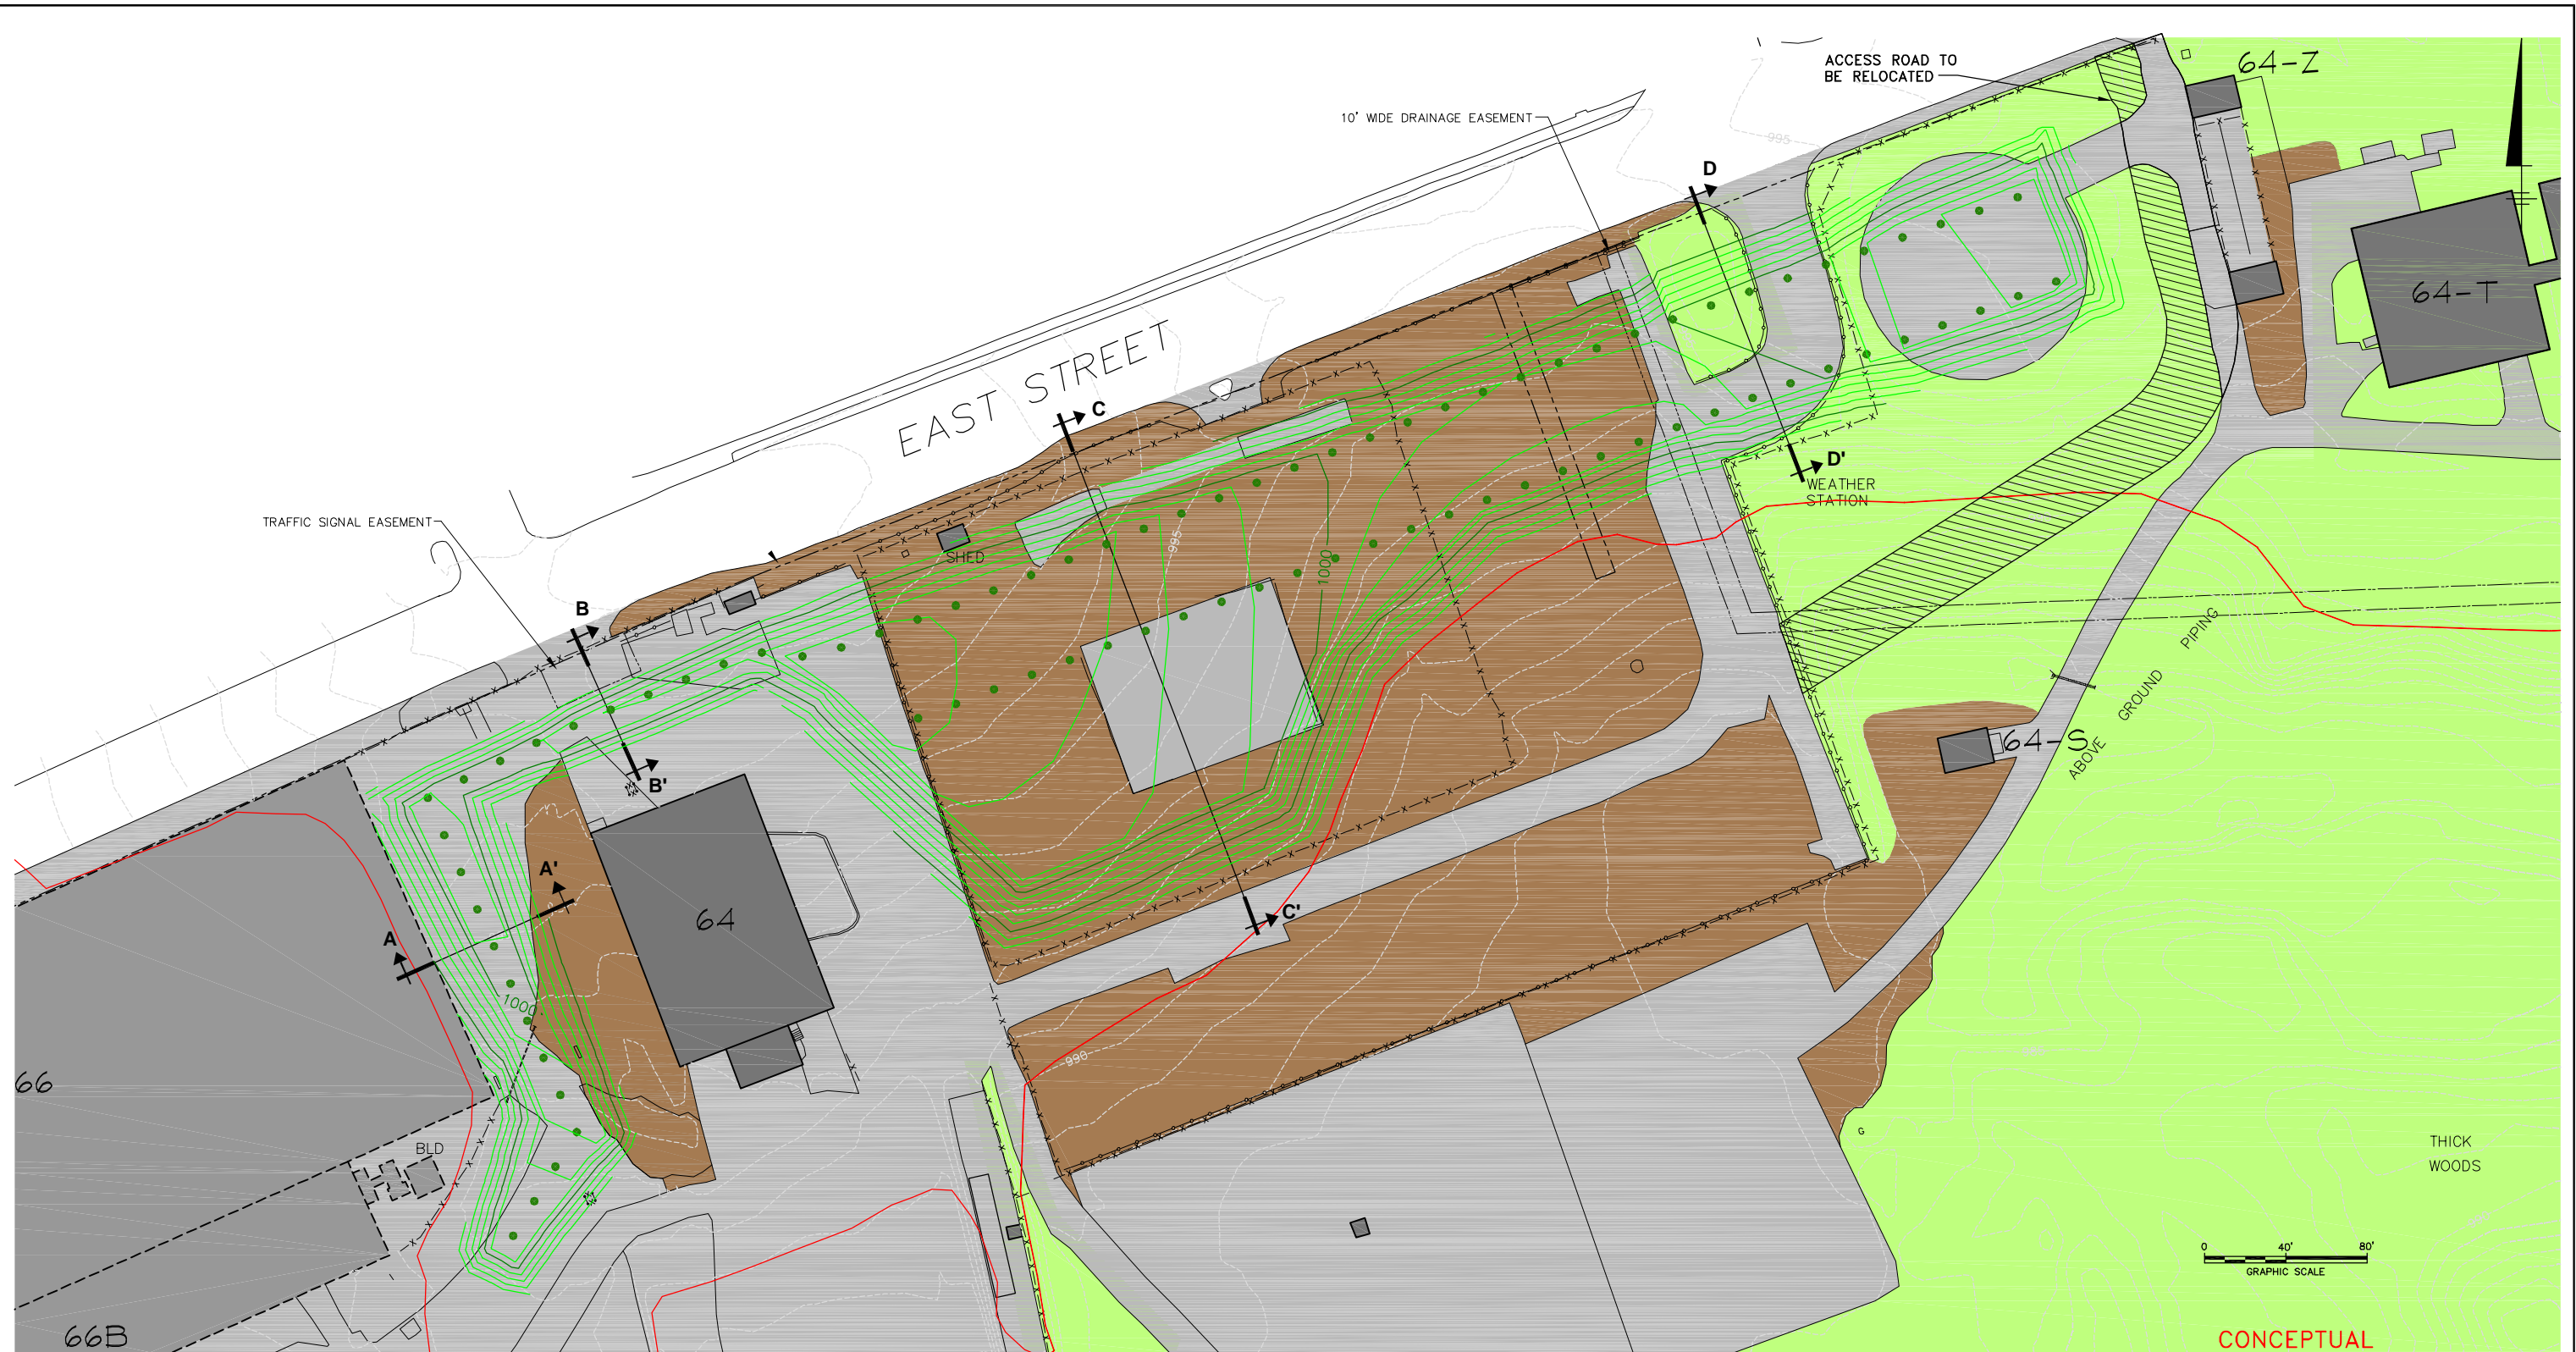 ACCESS ROAD TO
BE RELOCATED
64-Z
10' WIDE DRAINAGE EASEMENT
995
D
64-T
EAST STREET
C
D'
WEATHER
STATION
TRAFFIC SIGNAL EASEMENT
SHED
995
1000
B
B'
ABOVE GROUND PIPING
64-S
A'
64
A
C'
1000
990
66
BLD
G
THICK
WOODS
0 40' 80'
GRAPHIC SCALE
66B
CONCEPTUAL